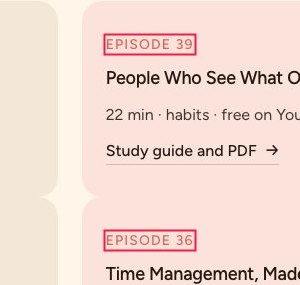 EPISODE 39
People Who See What O
22 min · habits · free on You
Study guide and PDF →
EPISODE 36
Time Management, Made